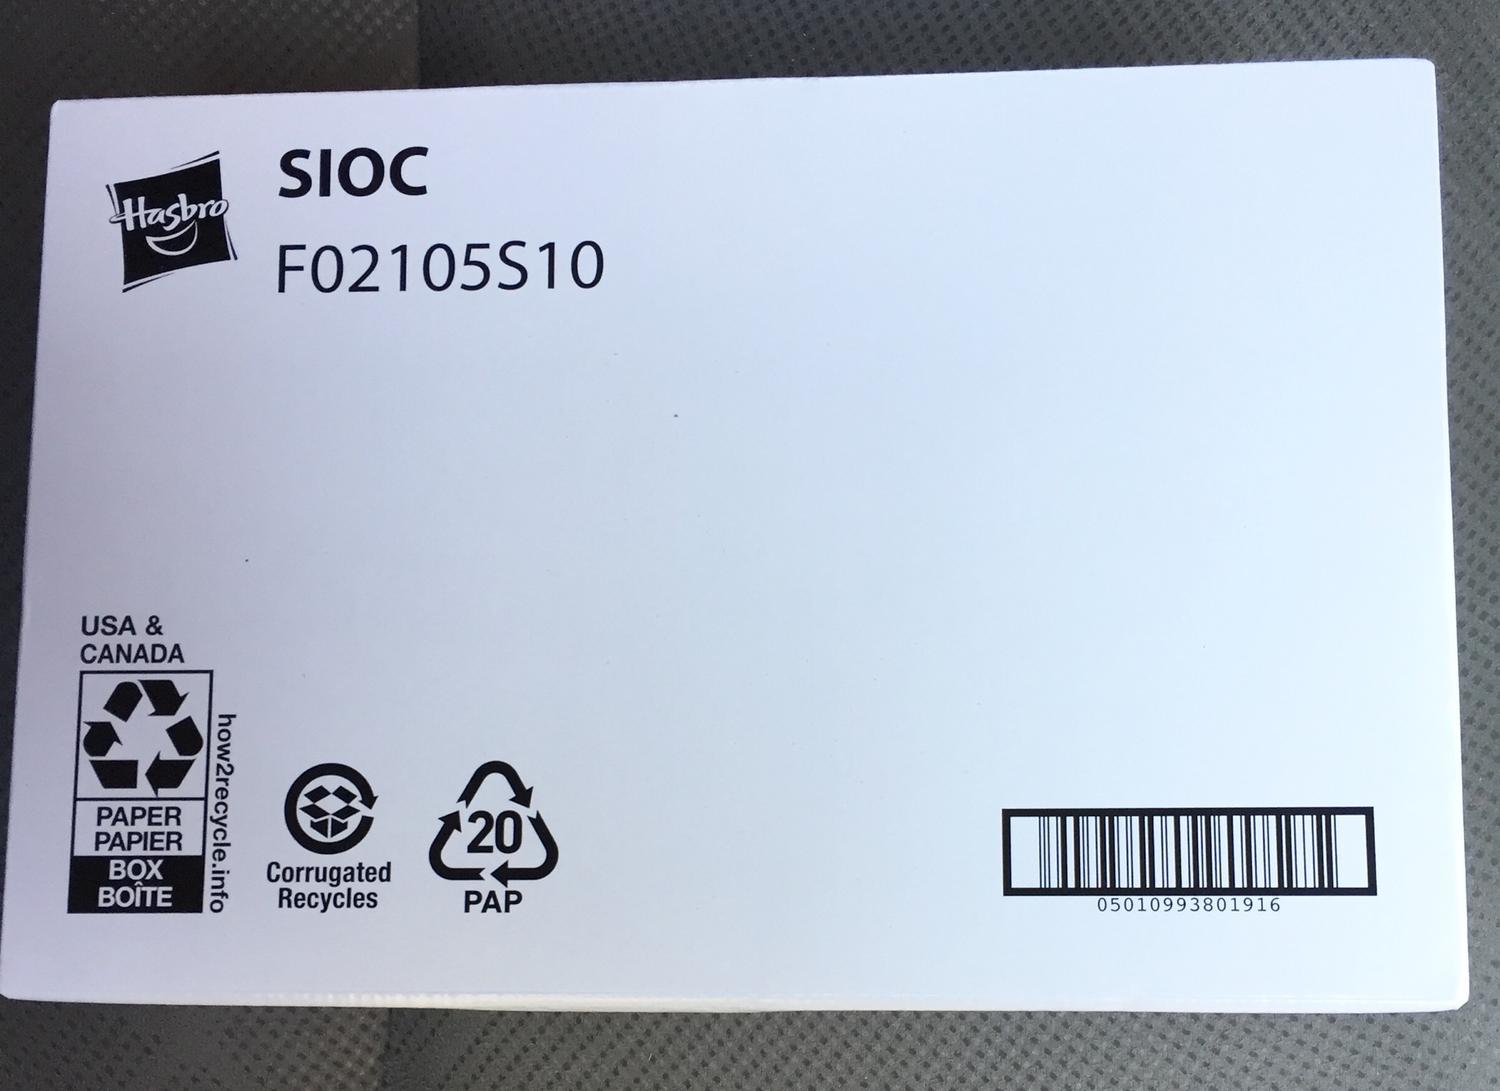 Hasbro
SIOC
F02105S10
USA &
CANADA
PAPER
PAPIER
BOX
BOÎTE
how2recycle.info
Corrugated
Recycles
20
PAP
05010993801916